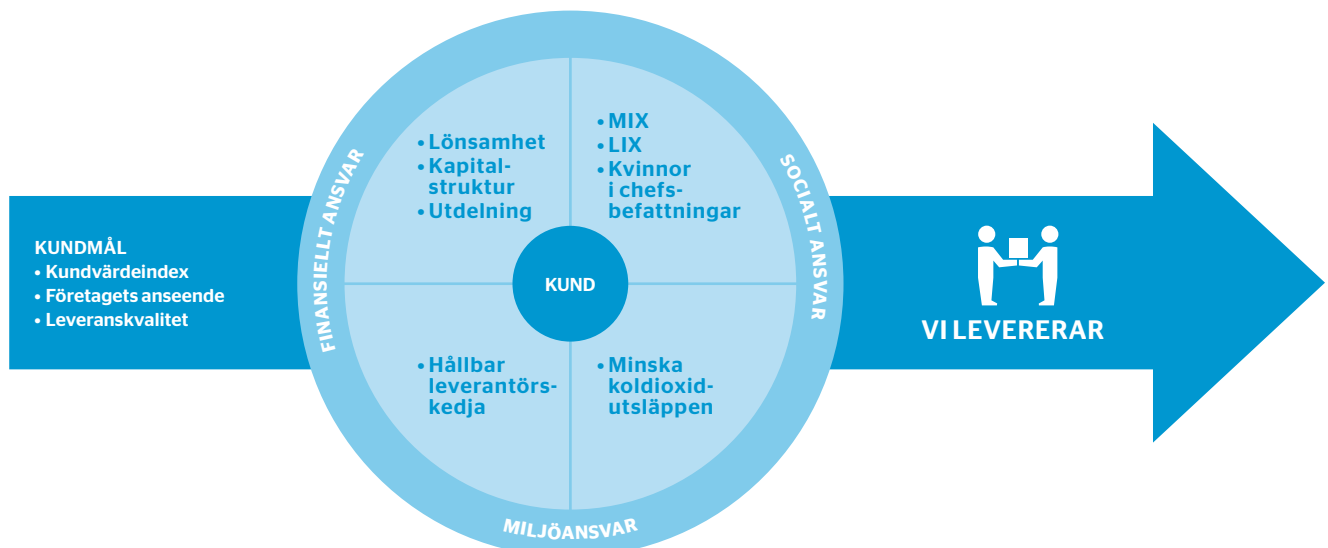 KUNDMÅL
• Kundvärdeindex
• Företagets anseende
• Leveranskvalitet
FINANSIELLT ANSVAR
• Lönsamhet
• Kapital-
struktur
• Utdelning
• MIX
• LIX
• Kvinnor
i chefs-
befattningar
SOCIALT ANSVAR
KUND
• Hållbar
leverantörs-
kedja
• Minska
koldioxid-
utsläppen
MILJÖANSVAR
VI LEVERERAR